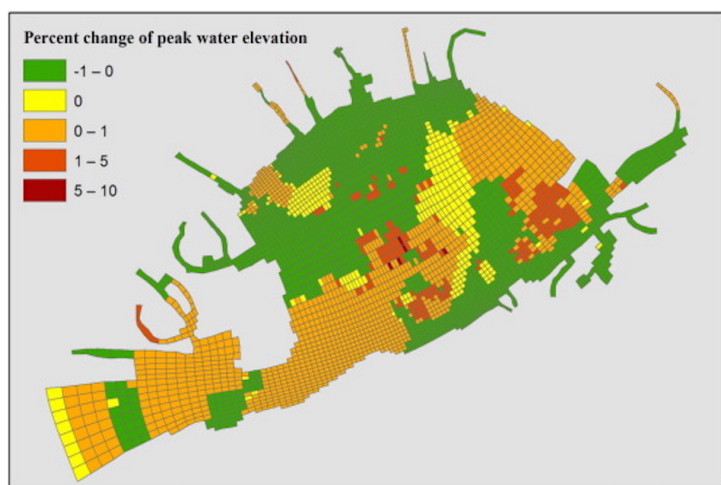 Percent change of peak water elevation
-1 – 0
0
0 – 1
1 – 5
5 – 10